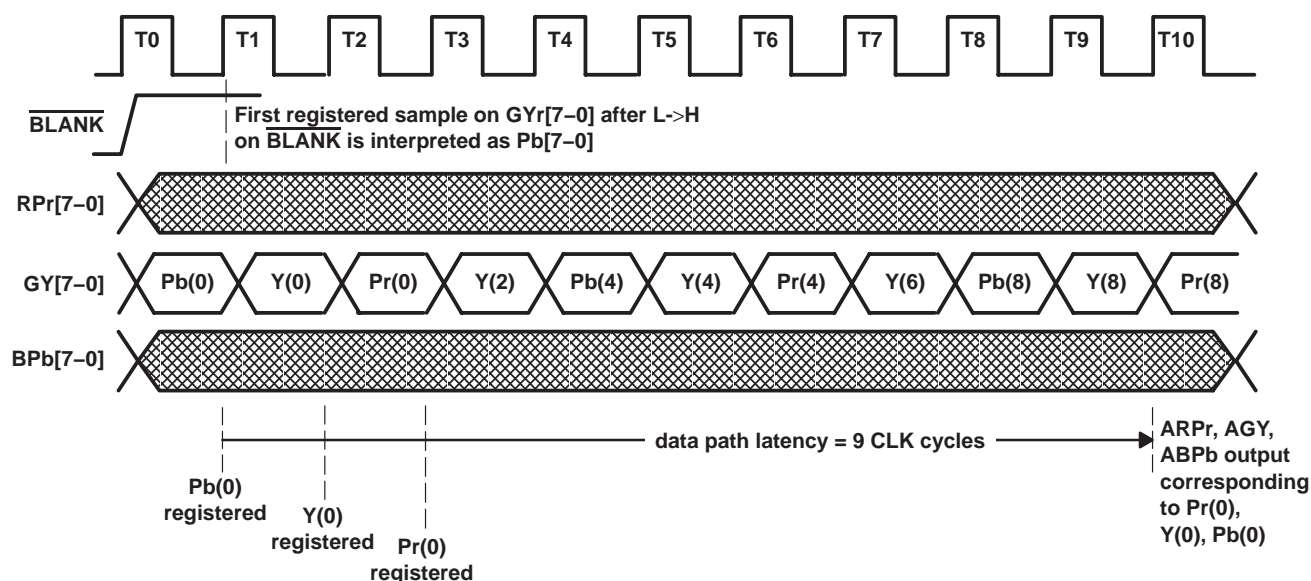 T0 T1 T2 T3 T4 T5 T6 T7 T8 T9 T10
BLANK
First registered sample on GYr[7–0] after L->H
on BLANK is interpreted as Pb[7–0]
RPr[7–0]
GY[7–0] Pb(0) Y(0) Pr(0) Y(2) Pb(4) Y(4) Pr(4) Y(6) Pb(8) Y(8) Pr(8)
BPb[7–0]
data path latency = 9 CLK cycles
ARPr, AGY,
ABPb output
corresponding
to Pr(0),
Y(0), Pb(0)
Pb(0)
registered
Y(0)
registered
Pr(0)
registered